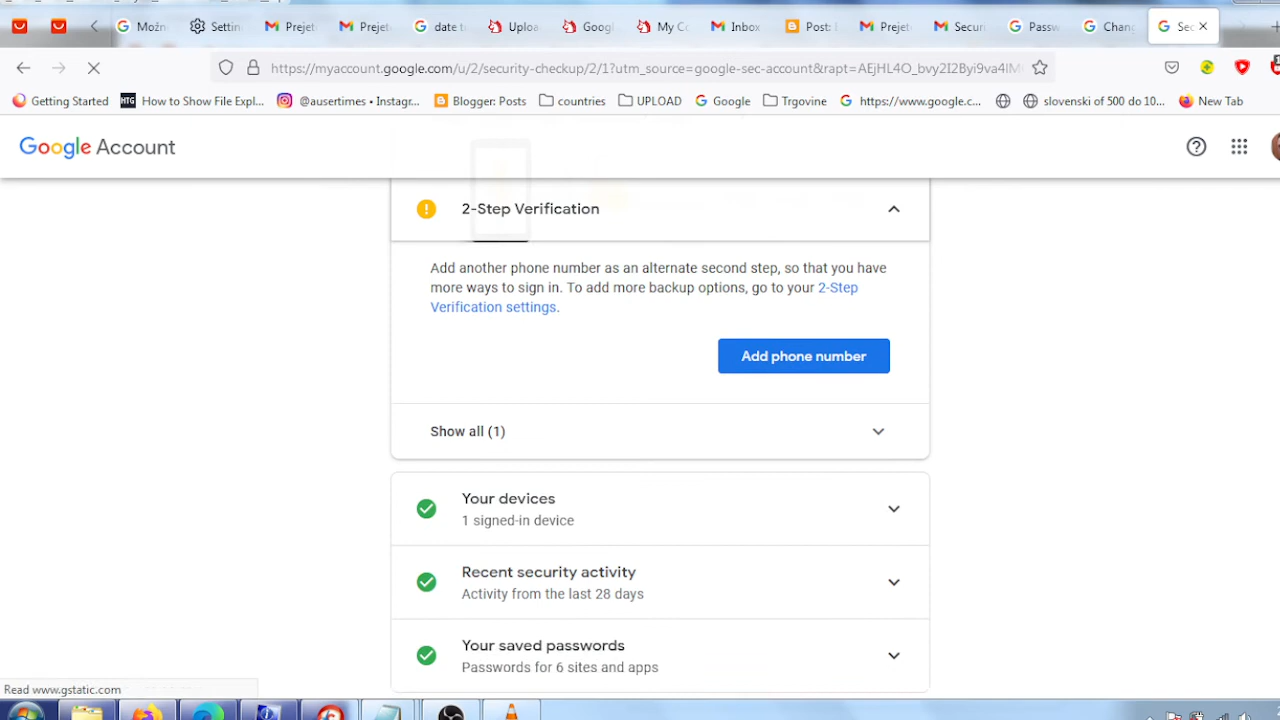 Možn
Settin
Prejet
Prejet
date t
Uploa
Googl
My Co
Inbox
Post: E
Prejet
Securi
Passw
Chan
Sec
https://myaccount.google.com/u/2/security-checkup/2/1?utm_source=google-sec-account&rapt=AEjHL4O_bvy2I2Byi9va4lM
Getting Started
HTG How to Show File Expl...
@ausertimes • Instagr...
Blogger: Posts
countries
UPLOAD
Google
Trgovine
https://www.google.c...
slovenski of 500 do 10...
New Tab
Google Account
2-Step Verification
Add another phone number as an alternate second step, so that you have
more ways to sign in. To add more backup options, go to your 2-Step
Verification settings.
Add phone number
Show all (1)
Your devices
1 signed-in device
Recent security activity
Activity from the last 28 days
Your saved passwords
Passwords for 6 sites and apps
Read www.gstatic.com